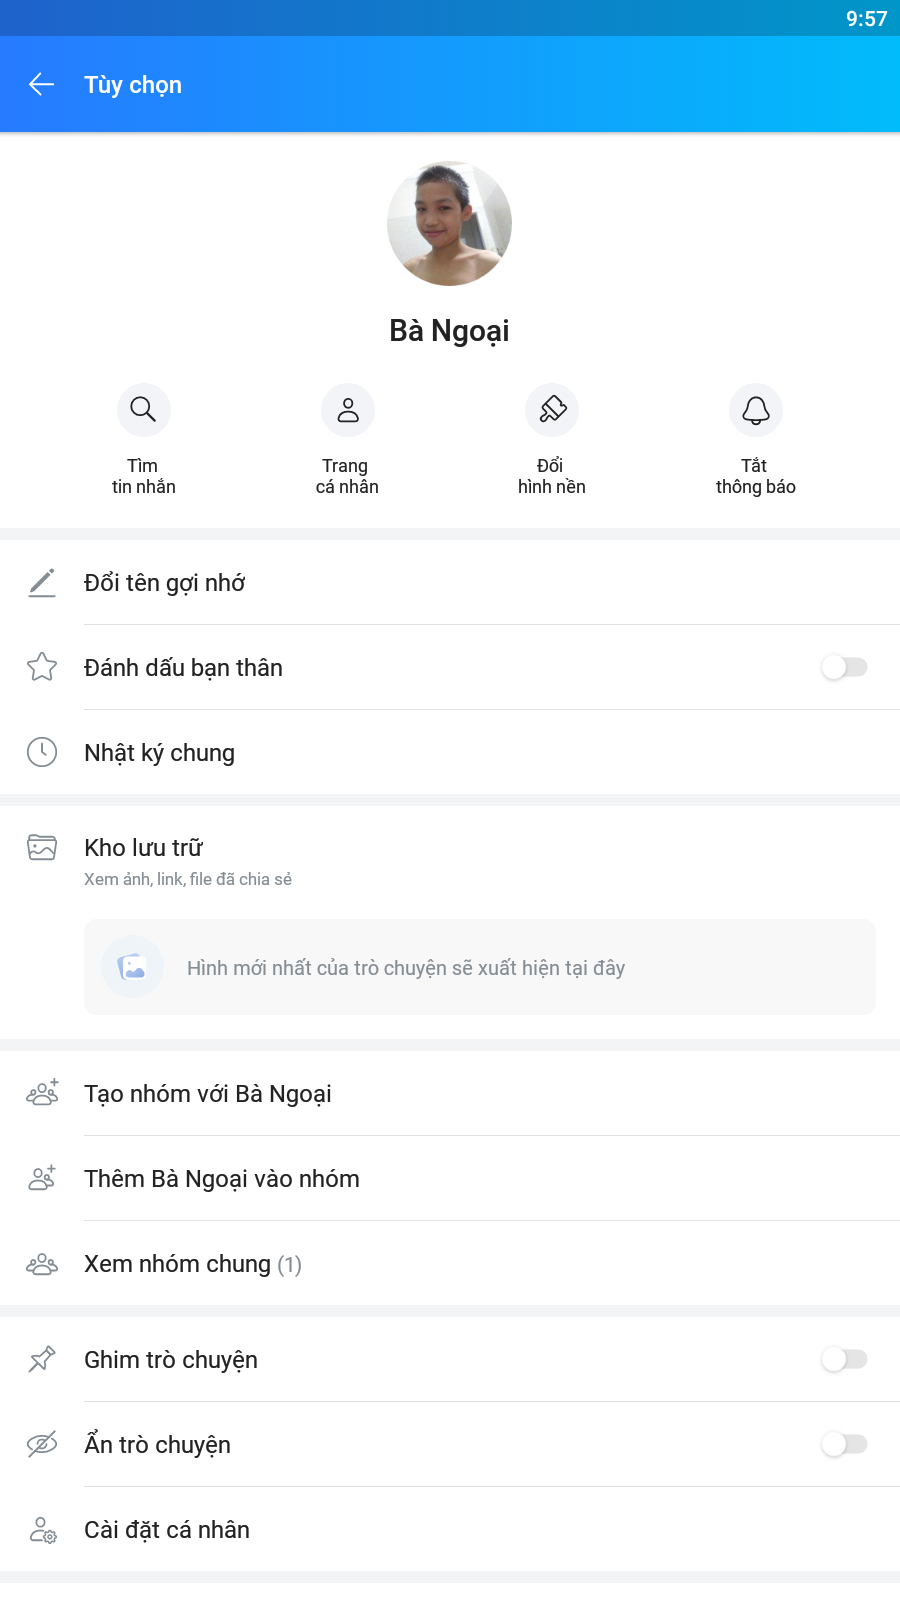 9:57
Tùy chọn
Bà Ngoại
Tìm
tin nhắn
Trang
cá nhân
Đổi
hình nền
Tắt
thông báo
Đổi tên gợi nhớ
Đánh dấu bạn thân
Nhật ký chung
Kho lưu trữ
Xem ảnh, link, file đã chia sẻ
Hình mới nhất của trò chuyện sẽ xuất hiện tại đây
Tạo nhóm với Bà Ngoại
Thêm Bà Ngoại vào nhóm
Xem nhóm chung (1)
Ghim trò chuyện
Ẩn trò chuyện
Cài đặt cá nhân